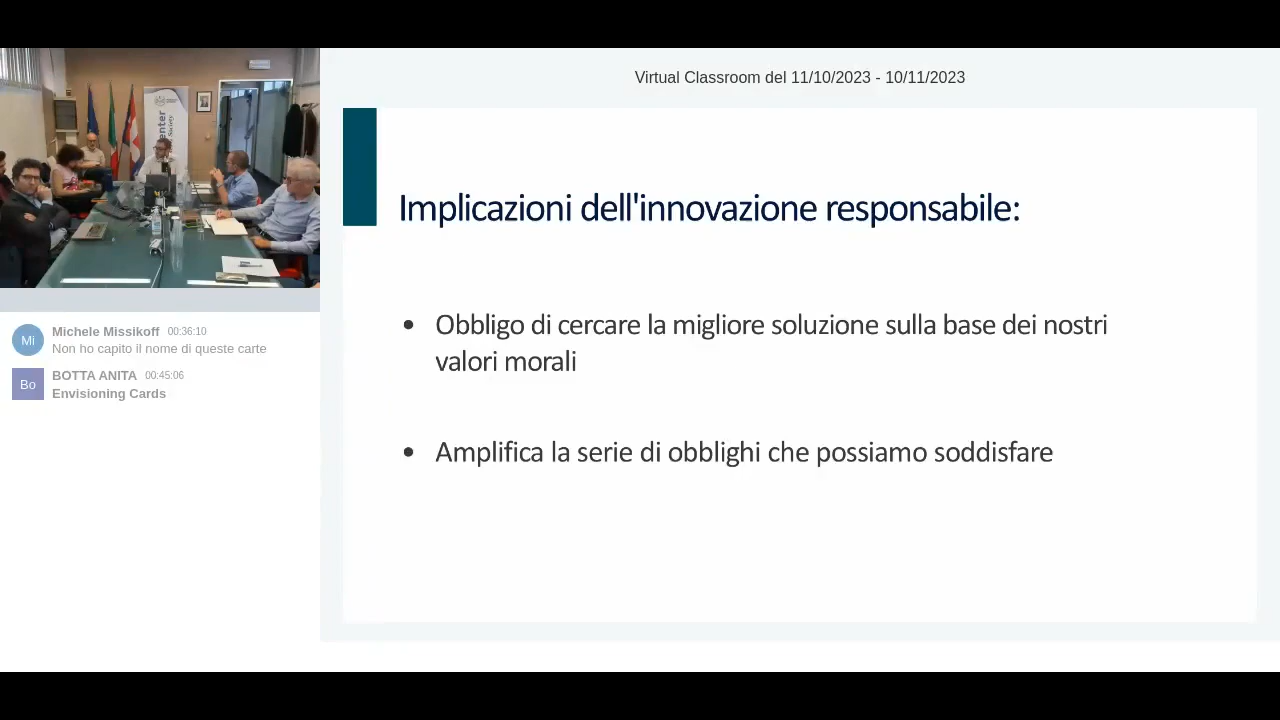 Virtual Classroom del 11/10/2023 - 10/11/2023
Implicazioni dell'innovazione responsabile:
• Obbligo di cercare la migliore soluzione sulla base dei nostri
valori morali
• Amplifica la serie di obblighi che possiamo soddisfare
enter
Society
Mi
Michele Missikoff 00:36:10
Non ho capito il nome di queste carte
Bo
BOTTA ANITA 00:45:06
Envisioning Cards